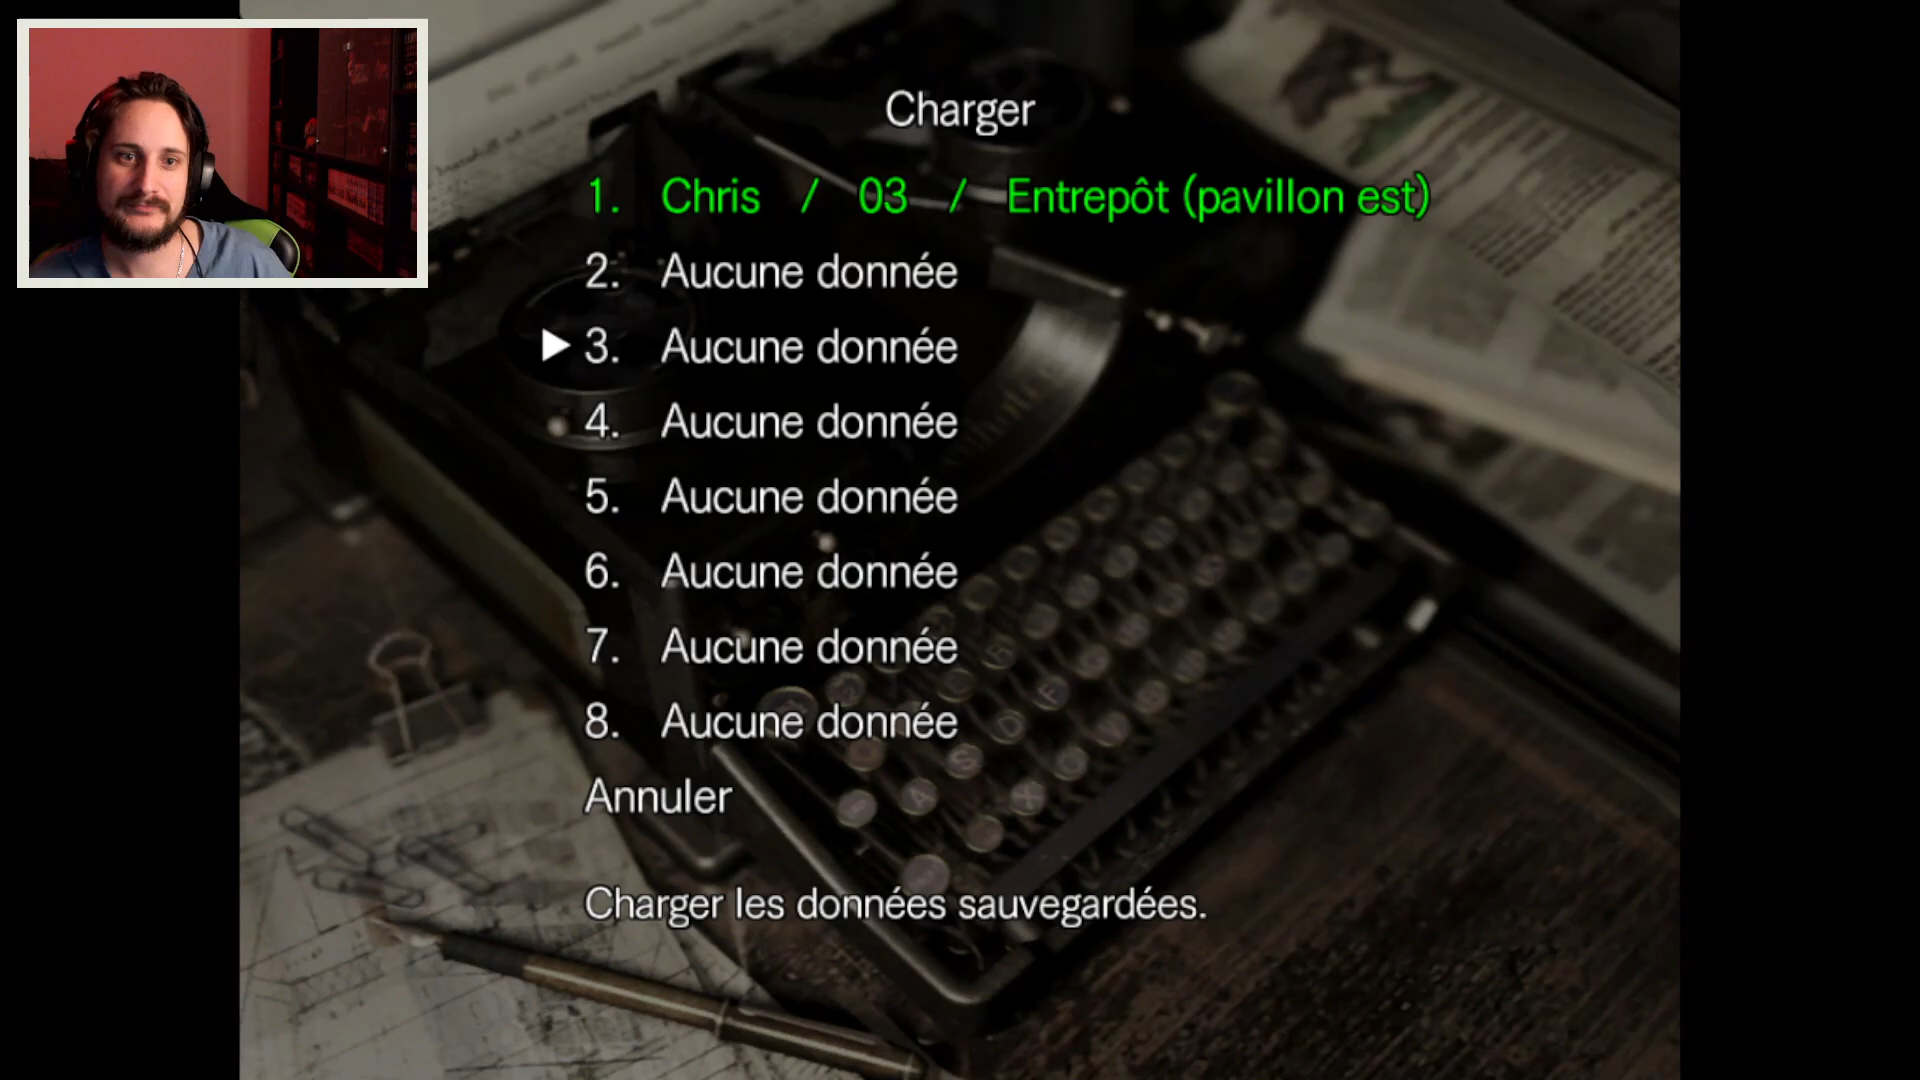 Charger
1. Chris / 03 / Entrepôt (pavillon est)
2. Aucune donnée
3. Aucune donnée
4. Aucune donnée
5. Aucune donnée
6. Aucune donnée
7. Aucune donnée
8. Aucune donnée
Annuler
Charger les données sauvegardées.